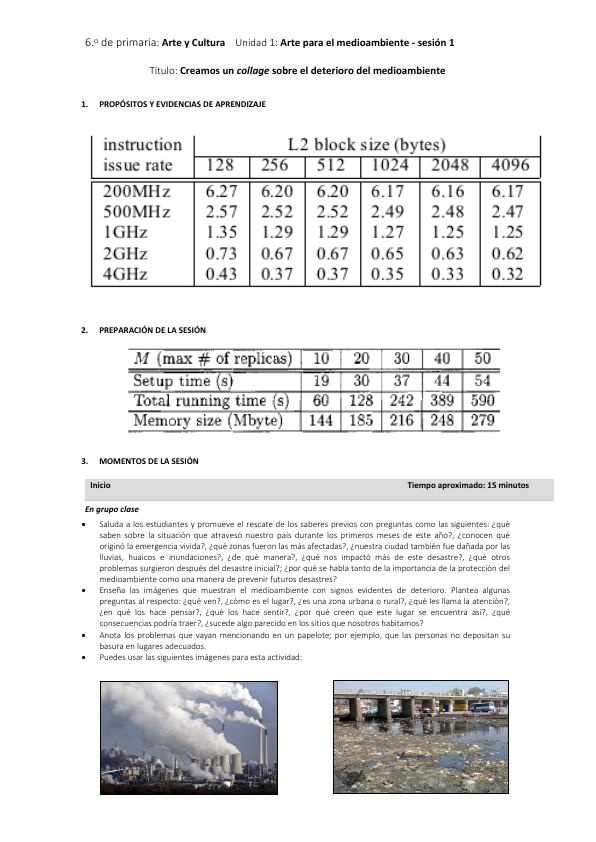 6.º de primaria: Arte y Cultura Unidad 1: Arte para el medioambiente - sesión 1
Título: Creamos un collage sobre el deterioro del medioambiente
1. PROPÓSITOS Y EVIDENCIAS DE APRENDIZAJE
instruction L2 block size (bytes)
issue rate 128 256 512 1024 2048 4096
200MHz 6.27 6.20 6.20 6.17 6.16 6.17
500MHz 2.57 2.52 2.52 2.49 2.48 2.47
1GHz 1.35 1.29 1.29 1.27 1.25 1.25
2GHz 0.73 0.67 0.67 0.65 0.63 0.62
4GHz 0.43 0.37 0.37 0.35 0.33 0.32
2. PREPARACIÓN DE LA SESIÓN
M (max # of replicas) 10 20 30 40 50
Setup time (s) 19 30 37 44 54
Total running time (s) 60 128 242 389 590
Memory size (Mbyte) 144 185 216 248 279
3. MOMENTOS DE LA SESIÓN
Inicio Tiempo aproximado: 15 minutos
En grupo clase
• Saluda a los estudiantes y promueve el rescate de los saberes previos con preguntas como las siguientes: ¿qué
saben sobre la situación que atravesó nuestro país durante los primeros meses de este año?, ¿conocen qué
originó la emergencia vivida?, ¿qué zonas fueron las más afectadas?, ¿nuestra ciudad también fue dañada por las
lluvias, huaicos e inundaciones?, ¿de qué manera?, ¿qué nos impactó más de este desastre?, ¿qué otros
problemas surgieron después del desastre inicial?; ¿por qué se habla tanto de la importancia de la protección del
medioambiente como una manera de prevenir futuros desastres?
• Enseña las imágenes que muestran el medioambiente con signos evidentes de deterioro. Plantea algunas
preguntas al respecto: ¿qué ven?, ¿cómo es el lugar?, ¿es una zona urbana o rural?, ¿qué les llama la atención?,
¿en qué los hace pensar?, ¿qué los hace sentir?, ¿por qué creen que este lugar se encuentra así?, ¿qué
consecuencias podría traer?, ¿sucede algo parecido en los sitios que nosotros habitamos?
• Anota los problemas que vayan mencionando en un papelote; por ejemplo, que las personas no depositan su
basura en lugares adecuados.
• Puedes usar las siguientes imágenes para esta actividad: